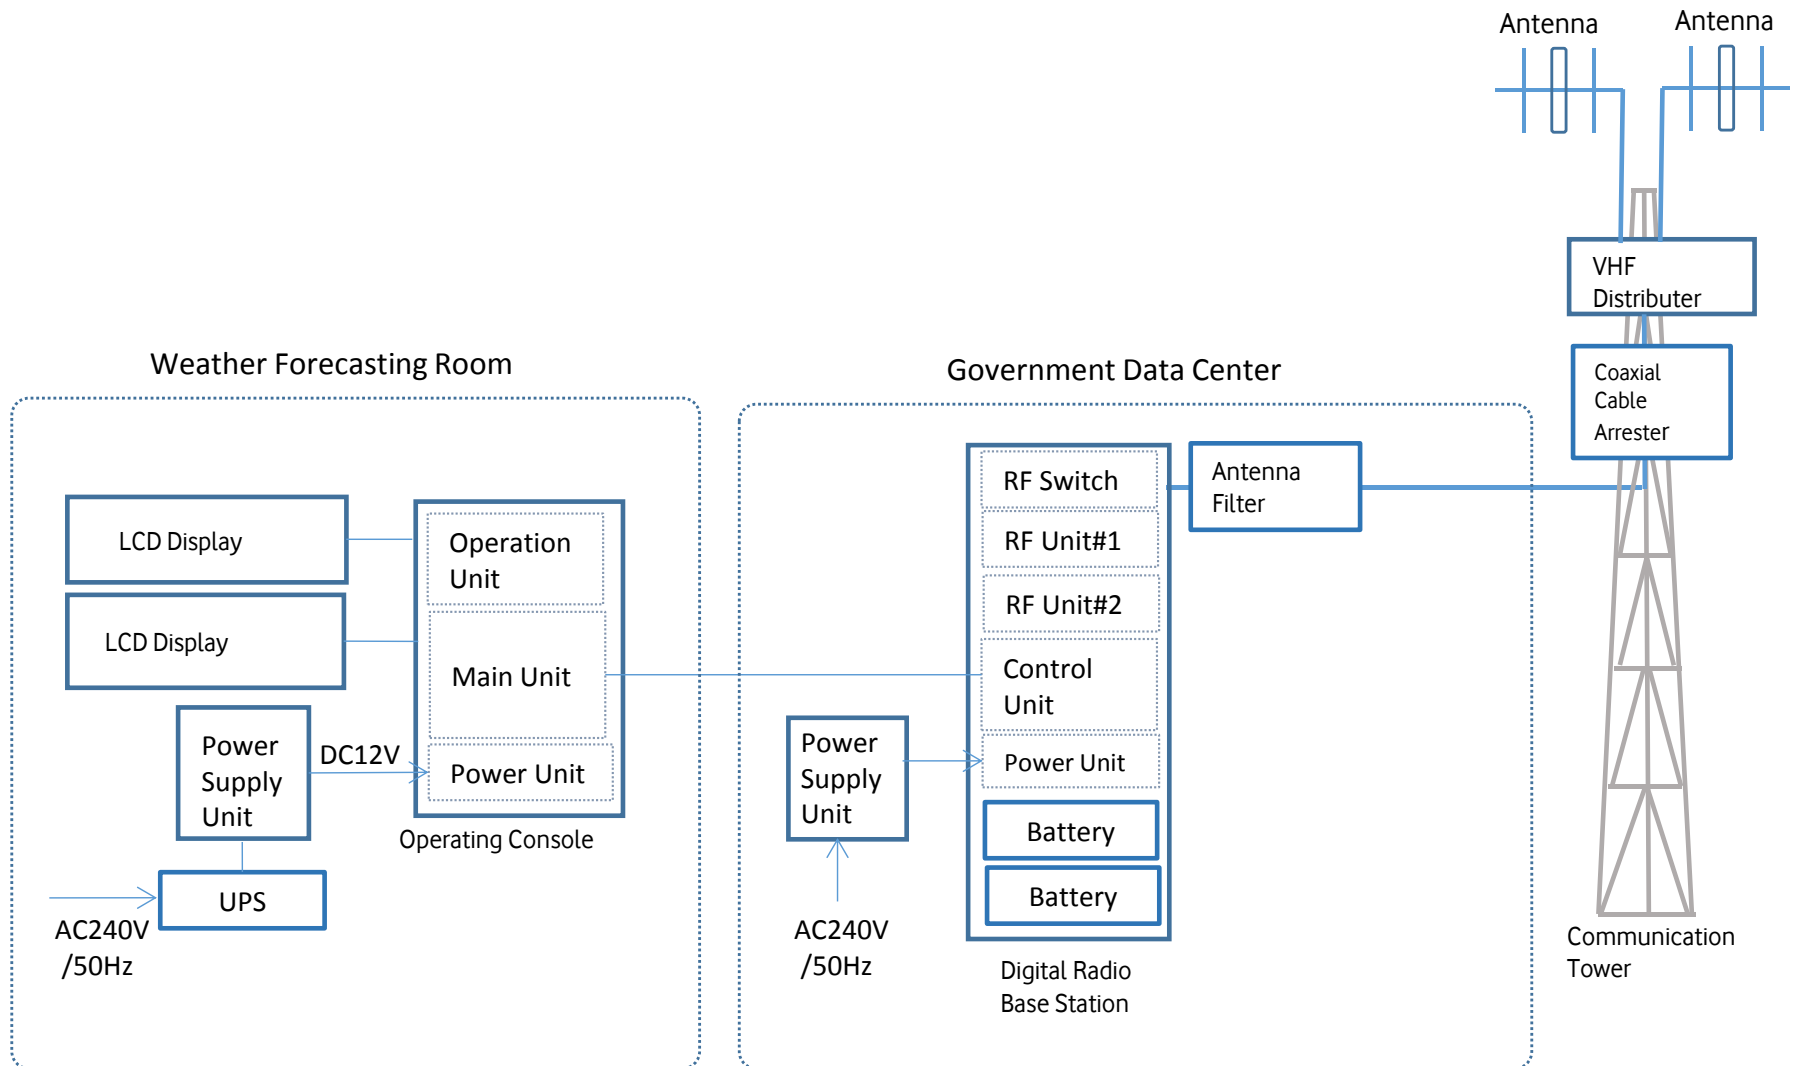 Antenna
Antenna
VHF
Distributer
Coaxial
Cable
Arrester
Communication
Tower
Weather Forecasting Room
LCD Display
LCD Display
Operation
Unit
Main Unit
Power Unit
Operating Console
Power
Supply
Unit
DC12V
UPS
AC240V
/50Hz
Government Data Center
RF Switch
RF Unit#1
RF Unit#2
Control
Unit
Power Unit
Battery
Battery
Digital Radio
Base Station
Antenna
Filter
Power
Supply
Unit
AC240V
/50Hz